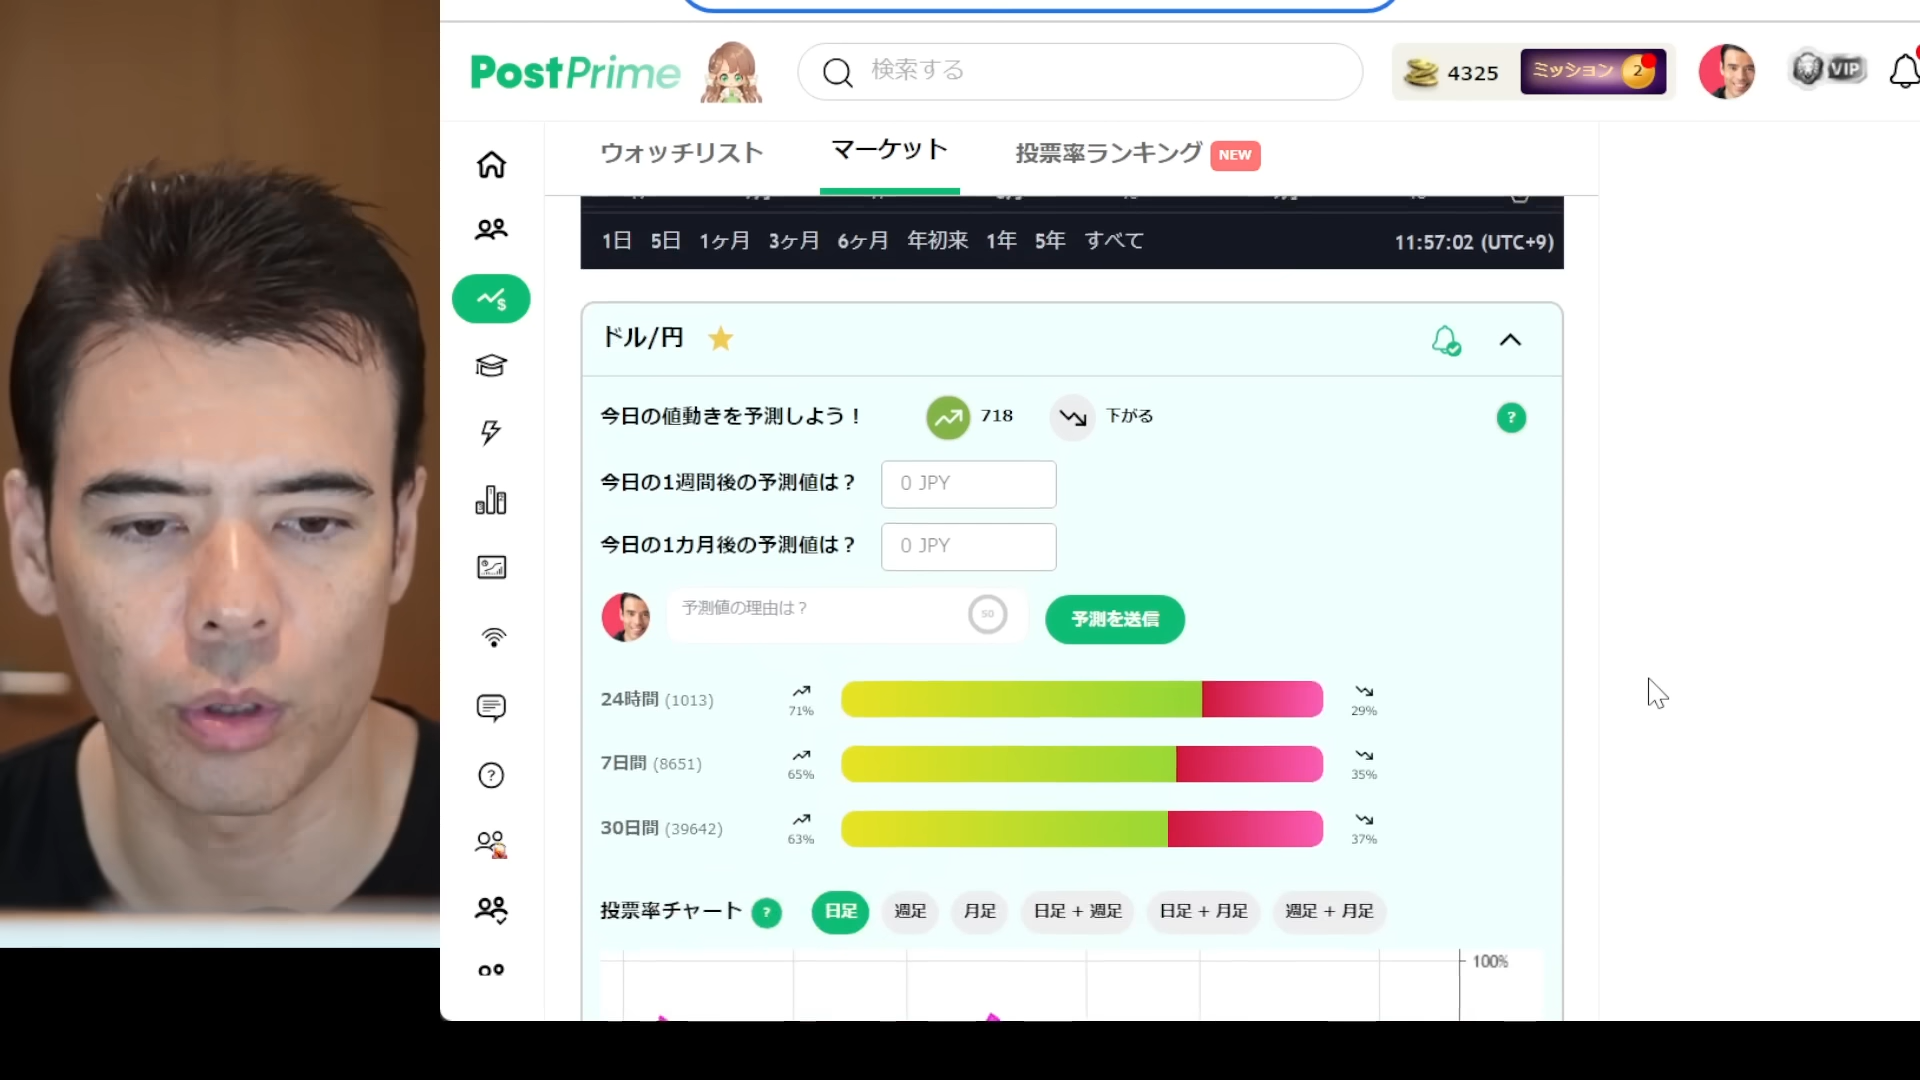 PostPrime
検索する
4325
ミッション 2
VIP
ウォッチリスト
マーケット
投票率ランキング NEW
1日 5日 1ヶ月 3ヶ月 6ヶ月 年初来 1年 5年 すべて
11:57:02 (UTC+9)
ドル/円
今日の値動きを予測しよう！ 718 下がる ?
今日の1週間後の予測値は？ 0 JPY
今日の1カ月後の予測値は？ 0 JPY
予測値の理由は？ 50 予測を送信
24時間 (1013) 71% 29%
7日間 (8651) 65% 35%
30日間 (39642) 63% 37%
投票率チャート ? 日足 週足 月足 日足 + 週足 日足 + 月足 週足 + 月足
100%